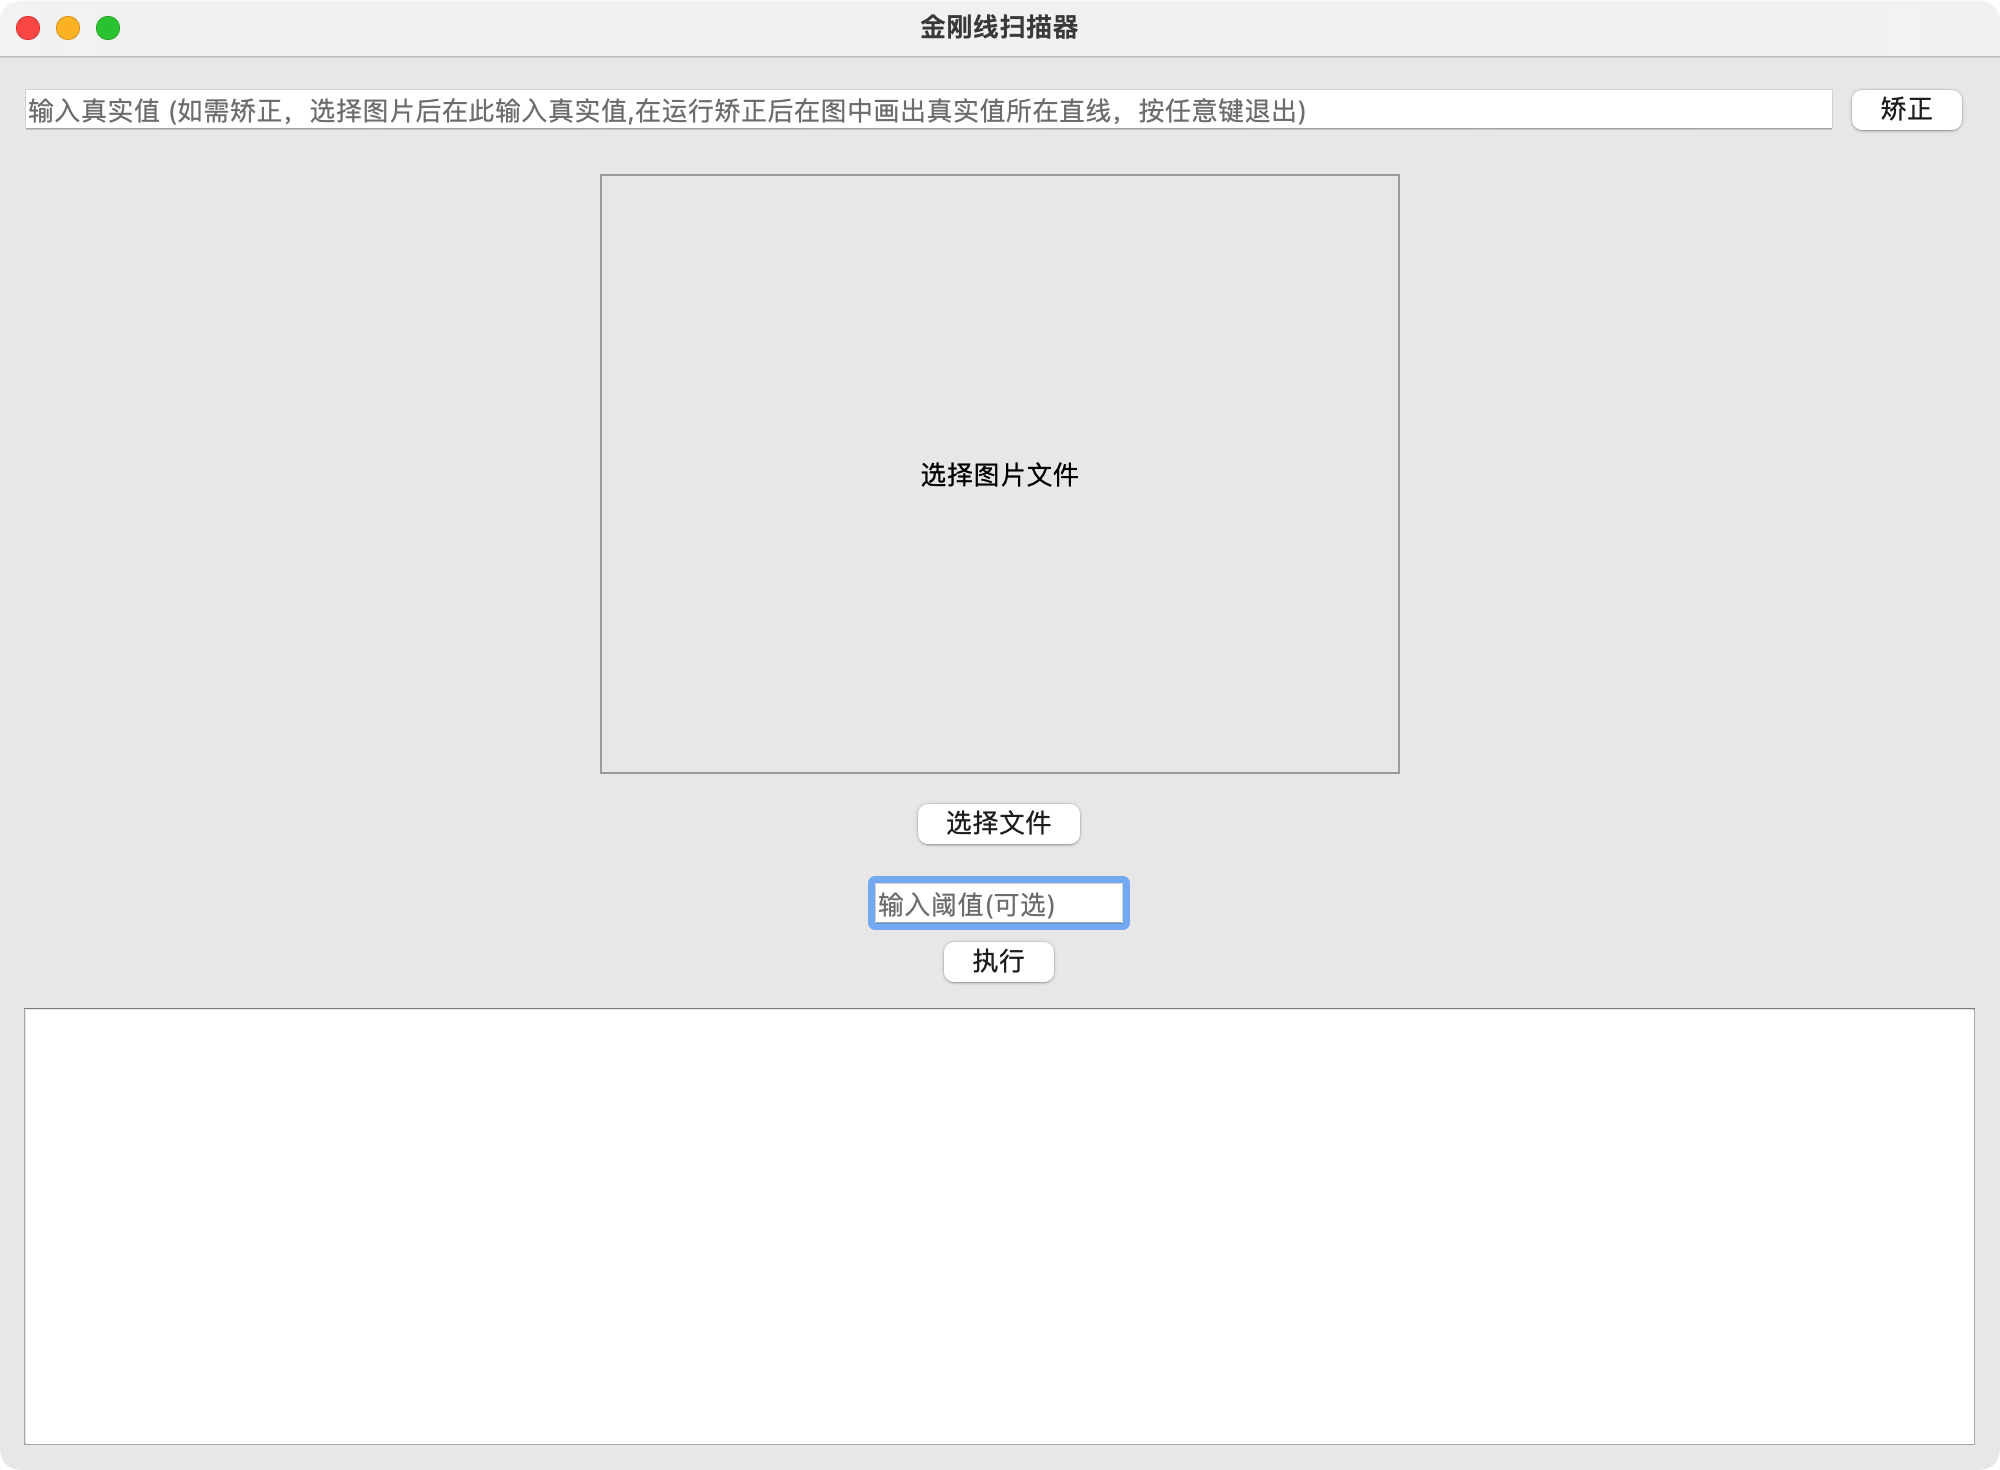 金刚线扫描器
输入真实值 (如需矫正，选择图片后在此输入真实值,在运行矫正后在图中画出真实值所在直线，按任意键退出)
矫正
选择图片文件
选择文件
输入阈值(可选)
执行